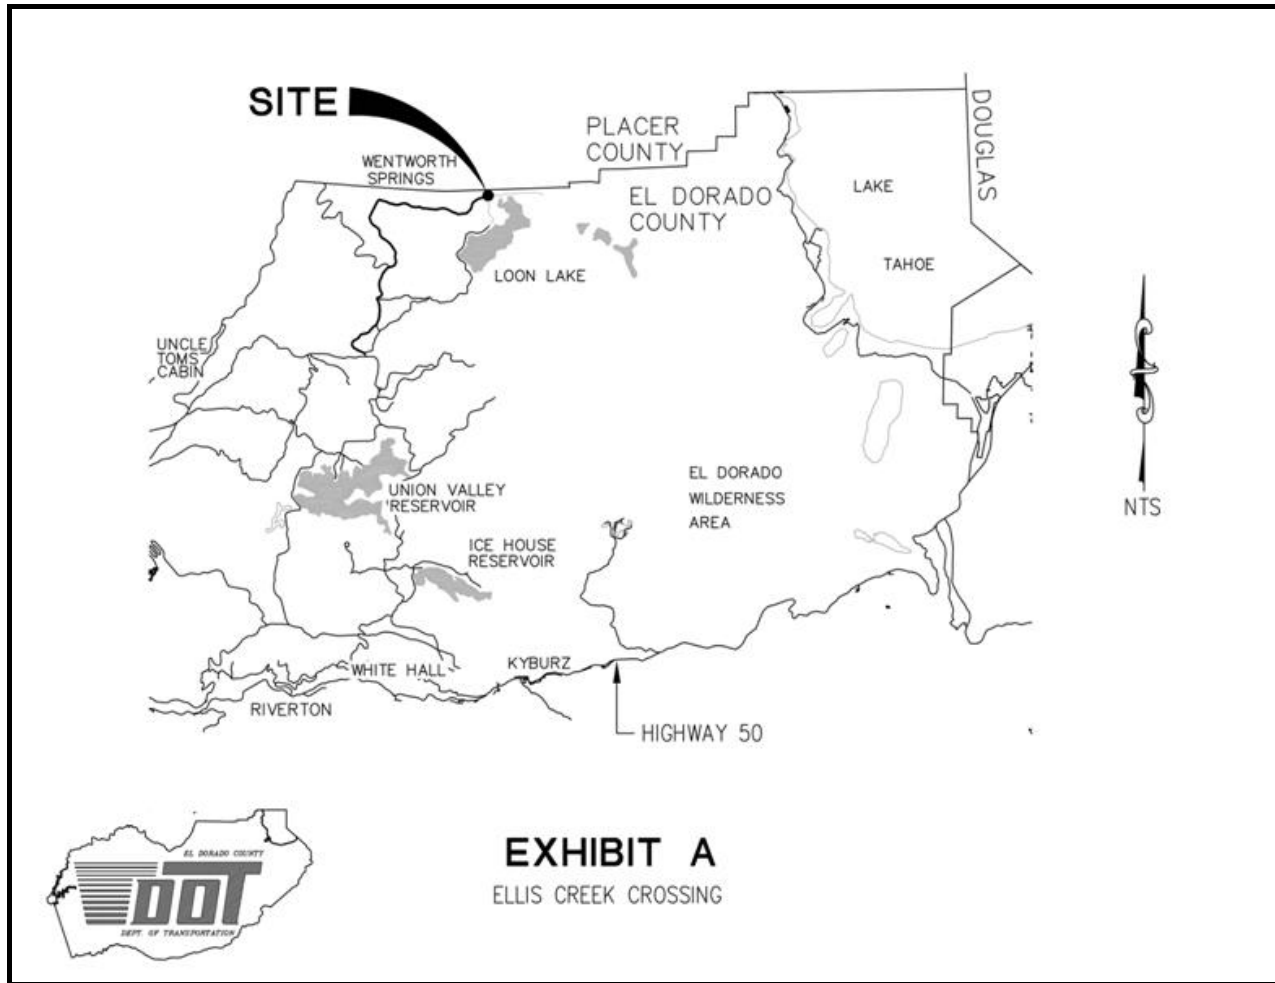 SITE
PLACER
COUNTY
DOUGLAS
WENTWORTH
SPRINGS
LAKE
EL DORADO
COUNTY
TAHOE
LOON LAKE
UNCLE
TOMS
CABIN
EL DORADO
WILDERNESS
AREA
UNION VALLEY
RESERVOIR
NTS
ICE HOUSE
RESERVOIR
KYBURZ
WHITE HALL
RIVERTON
HIGHWAY 50
EXHIBIT A
ELLIS CREEK CROSSING
EL DORADO COUNTY
DOT
DEPT. OF TRANSPORTATION